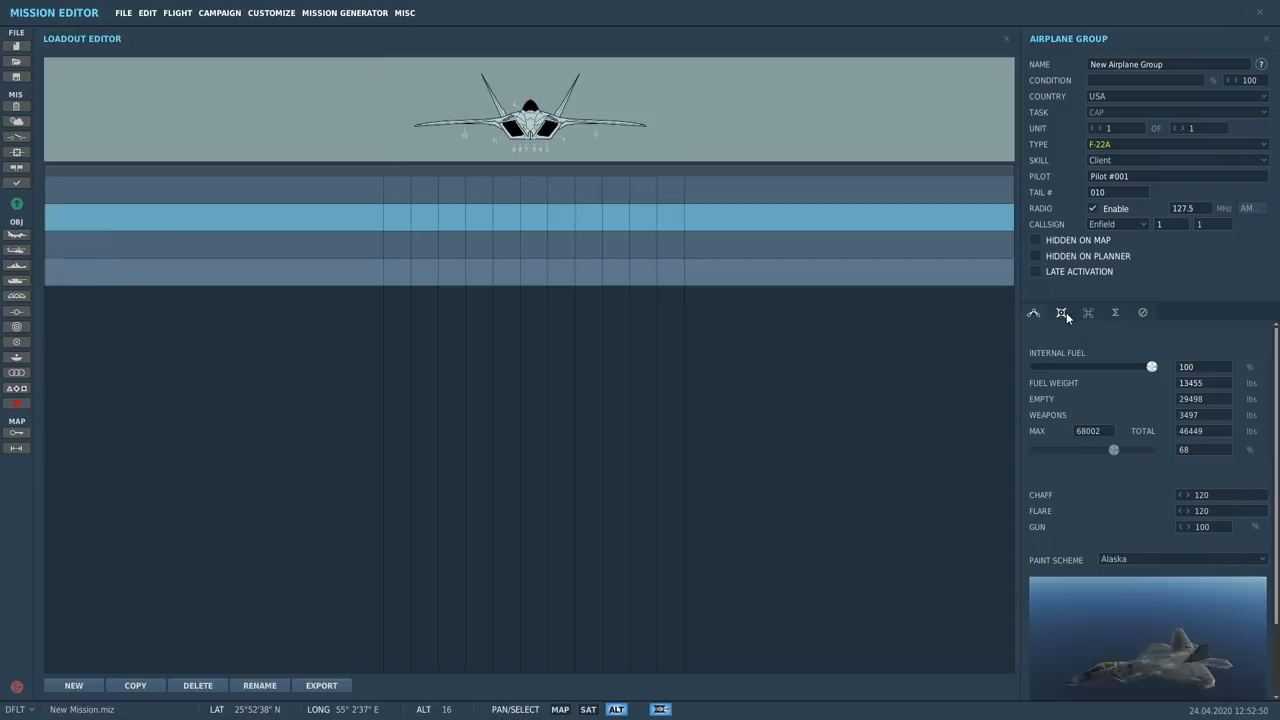 MISSION EDITOR FILE EDIT FLIGHT CAMPAIGN CUSTOMIZE MISSION GENERATOR MISC
FILE
LOADOUT EDITOR
AIRPLANE GROUP
NAME New Airplane Group ?
CONDITION % < > 100
COUNTRY USA
TASK CAP
UNIT < > 1 OF < > 1
TYPE F-22A
SKILL Client
PILOT Pilot #001
TAIL # 010
RADIO Enable 127.5 MHz AM
CALLSIGN Enfield 1 1
HIDDEN ON MAP
HIDDEN ON PLANNER
LATE ACTIVATION
MIS
OBJ
MAP
INTERNAL FUEL
100 %
FUEL WEIGHT 13455 lbs
EMPTY 29498 lbs
WEAPONS 3497 lbs
MAX 68002 TOTAL 46449 lbs
68 %
CHAFF < > 120
FLARE < > 120
GUN < > 100 %
PAINT SCHEME Alaska
NEW COPY DELETE RENAME EXPORT
DFLT New Mission.miz LAT 25°52'38" N LONG 55° 2'37" E ALT 16 PAN/SELECT MAP SAT ALT 24.04.2020 12:52:50